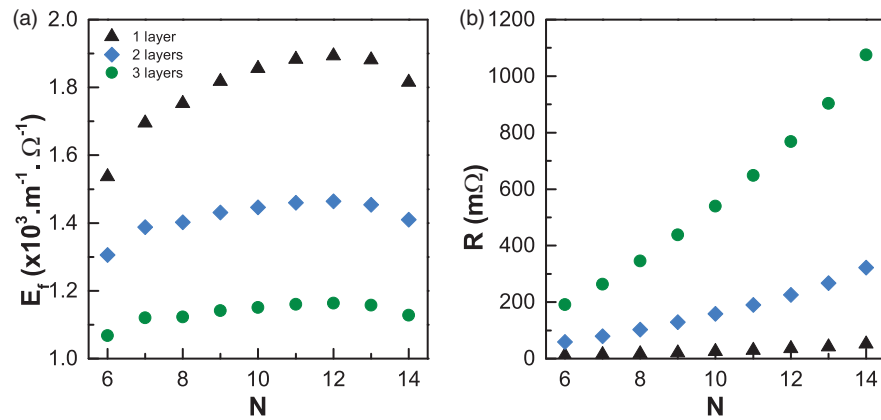 (a)
2.0
1.8
1.6
1.4
1.2
1.0
E_f (x10³.m⁻¹.Ω⁻¹)
1 layer
2 layers
3 layers
6 8 10 12 14
N
(b)
1200
1000
800
600
400
200
0
R (mΩ)
6 8 10 12 14
N